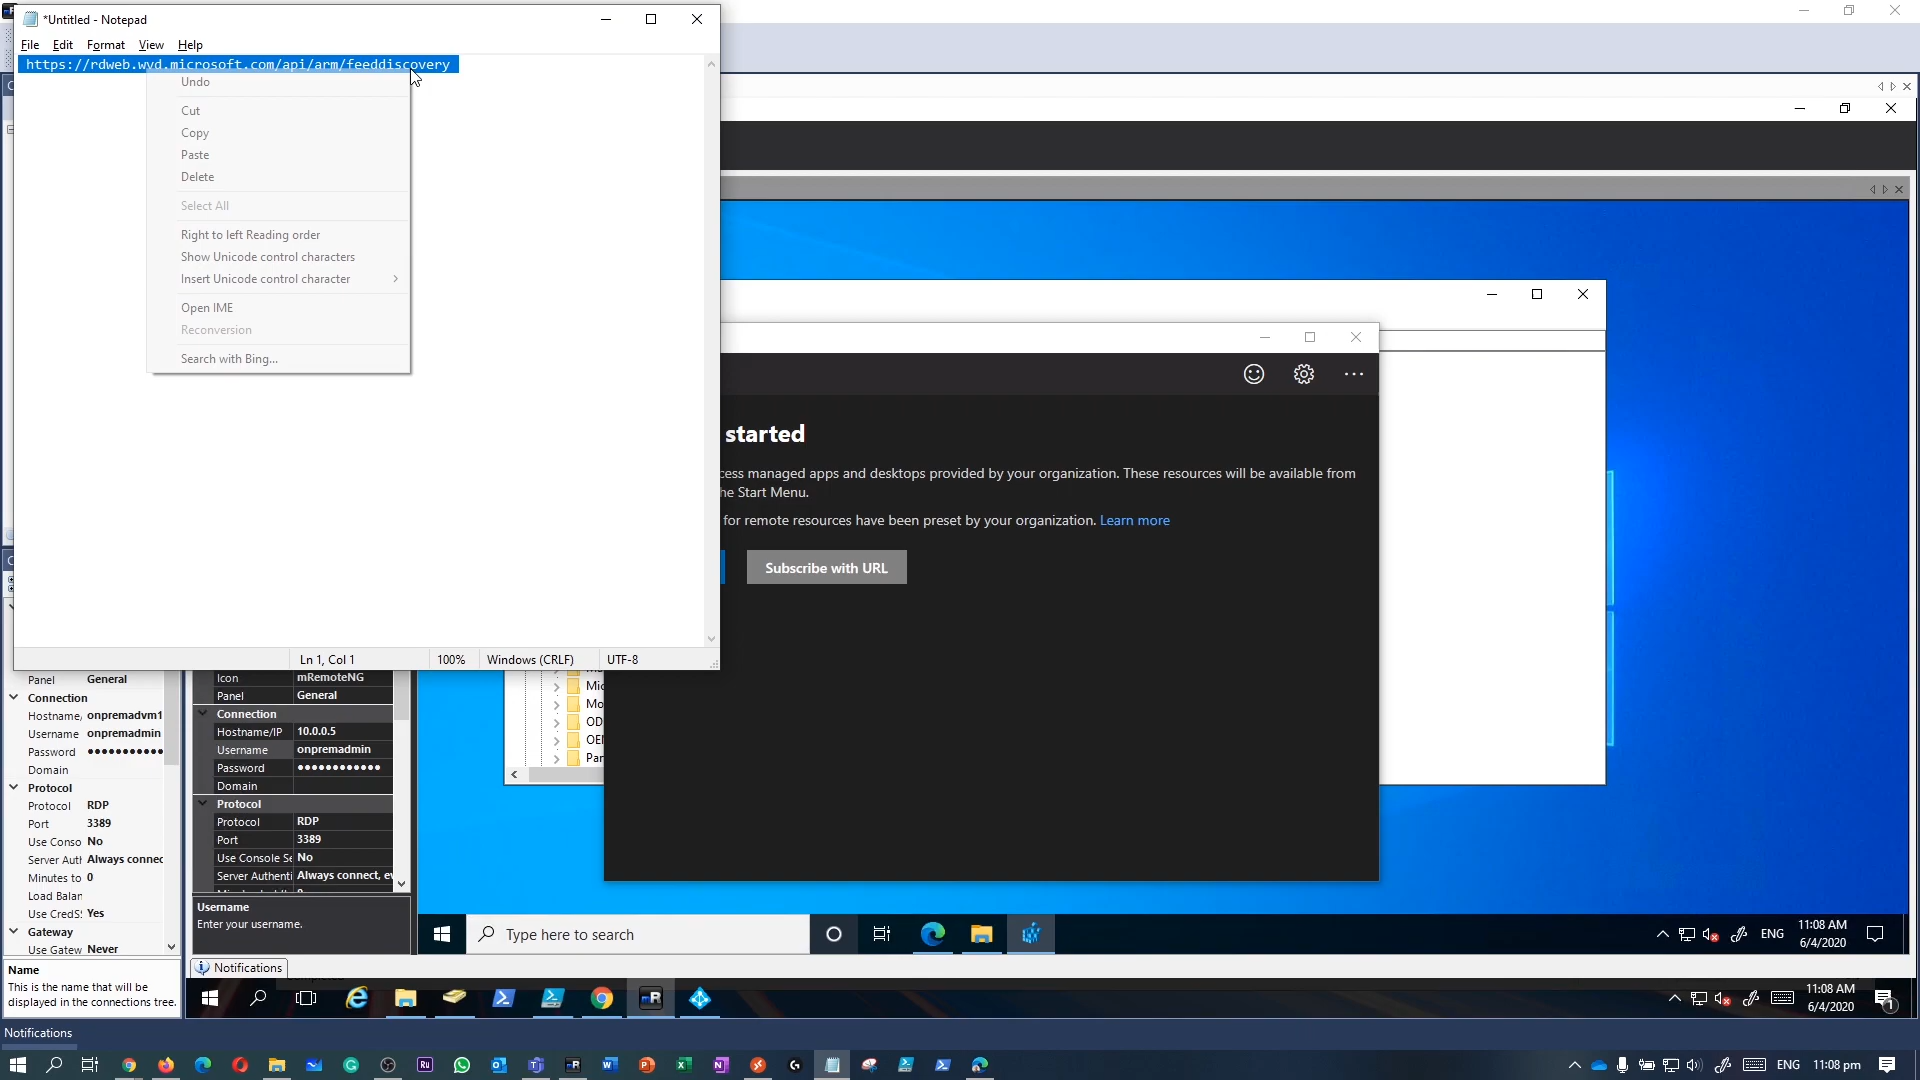 *Untitled - Notepad
File Edit Format View Help
https://rdweb.wvd.microsoft.com/api/arm/feeddiscovery
Undo
Cut
Copy
Paste
Delete
Select All
Right to left Reading order
Show Unicode control characters
Insert Unicode control character
Open IME
Reconversion
Search with Bing...
Ln 1, Col 1 100% Windows (CRLF) UTF-8
started
cess managed apps and desktops provided by your organization. These resources will be available from
he Start Menu.
for remote resources have been preset by your organization. Learn more
Subscribe with URL
Mic
Mo
OD
OEI
Par
Panel General
Connection
Hostname, onpremadvm1
Username onpremadmin
Password ●●●●●●●●●●●
Domain
Protocol
Protocol RDP
Port 3389
Use Conso No
Server Auth Always connec
Minutes to 0
Load Balan
Use CredS Yes
Gateway
Use Gatew Never
Name
This is the name that will be
displayed in the connections tree.
Notifications
Icon mRemoteNG
Panel General
Connection
Hostname/IP 10.0.0.5
Username onpremadmin
Password ●●●●●●●●●●●●
Domain
Protocol
Protocol RDP
Port 3389
Use Console Se No
Server Authenti Always connect, ev
Username
Enter your username.
Notifications
Type here to search
ENG 11:08 AM
6/4/2020
11:08 AM
6/4/2020
1
ENG 11:08 pm